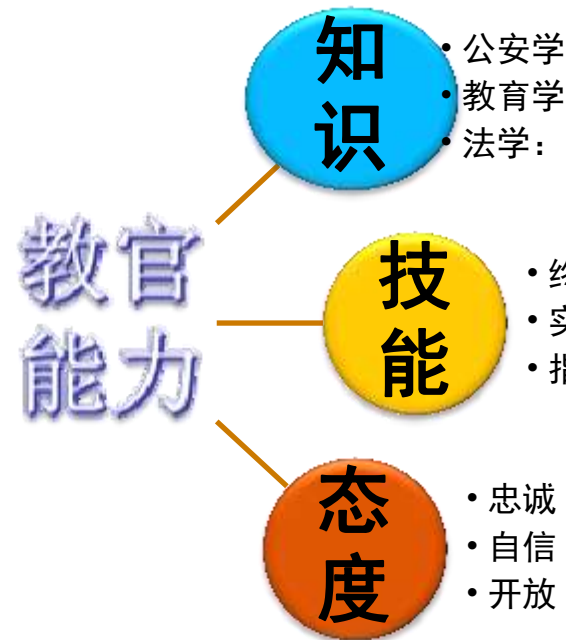 教官
能力
知
识
• 公安学
• 教育学
• 法学：
技
能
• 实
态
度
• 忠诚
• 自信
• 开放